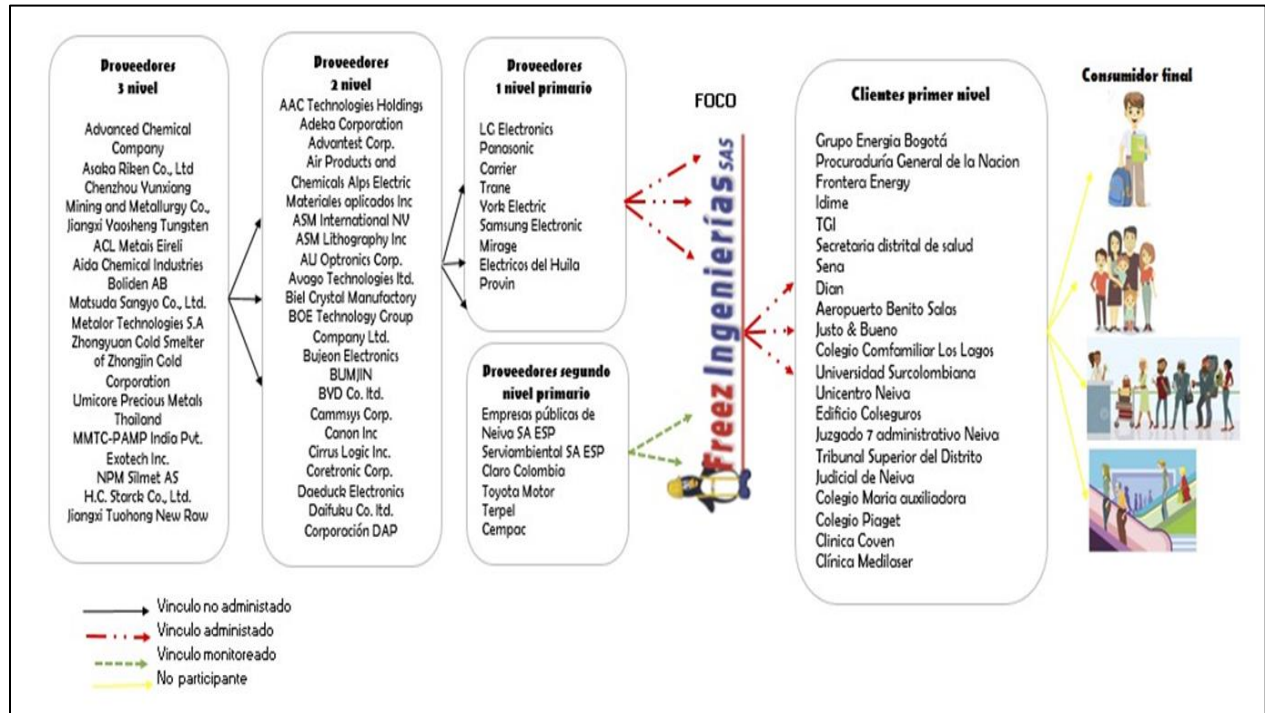 Proveedores
3 nivel
Advanced Chemical
Company
Asaka Riken Co., Ltd
Chenzhou Yunxiang
Mining and Metallurgy Co.,
Jiangxi Yaosheng Tungsten
ACL Metais Eireli
Aida Chemical Industries
Boliden AB
Matsuda Sangyo Co., Ltd.
Metalor Technologies S.A
Zhongyuan Gold Smelter
of Zhongjin Gold
Corporation
Umicore Precious Metals
Thailand
MMTC-PAMP India Pvt.
Exotech Inc.
NPM Silmet AS
H.C. Starck Co., Ltd.
Jiangxi Tuohong New Raw
Proveedores
2 nivel
AAC Technologies Holdings
Adeka Corporation
Advantest Corp.
Air Products and
Chemicals Alps Electric
Materiales aplicados Inc
ASM International NV
ASM Lithography Inc
AU Optronics Corp.
Avago Technologies ltd.
Biel Crystal Manufactory
BOE Technology Group
Company Ltd.
Bujeon Electronics
BUMJIN
BYD Co. ltd.
Cammsys Corp.
Canon Inc
Cirrus Logic Inc.
Coretronic Corp.
Daeduck Electronics
Daifuku Co. ltd.
Corporación DAP
Proveedores
1 nivel primario
LG Electronics
Panasonic
Carrier
Trane
York Electric
Samsung Electronic
Mirage
Electricos del Huila
Provin
Proveedores segundo
nivel primario
Empresas públicas de
Neiva SA ESP
Serviambiental SA ESP
Claro Colombia
Toyota Motor
Terpel
Cempac
FOCO
Freez Ingenierías SAS
Clientes primer nivel
Grupo Energia Bogotá
Procuraduría General de la Nacion
Frontera Energy
Idime
TGI
Secretaria distrital de salud
Sena
Dian
Aeropuerto Benito Salas
Justo & Bueno
Colegio Comfamiliar Los Lagos
Universidad Surcolombiana
Unicentro Neiva
Edificio Colseguros
Juzgado 7 administrativo Neiva
Tribunal Superior del Distrito
Judicial de Neiva
Colegio Maria auxiliadora
Colegio Piaget
Clinica Coven
Clínica Medilaser
Consumidor final
Vinculo no administado
Vinculo administado
Vinculo monitoreado
No participante